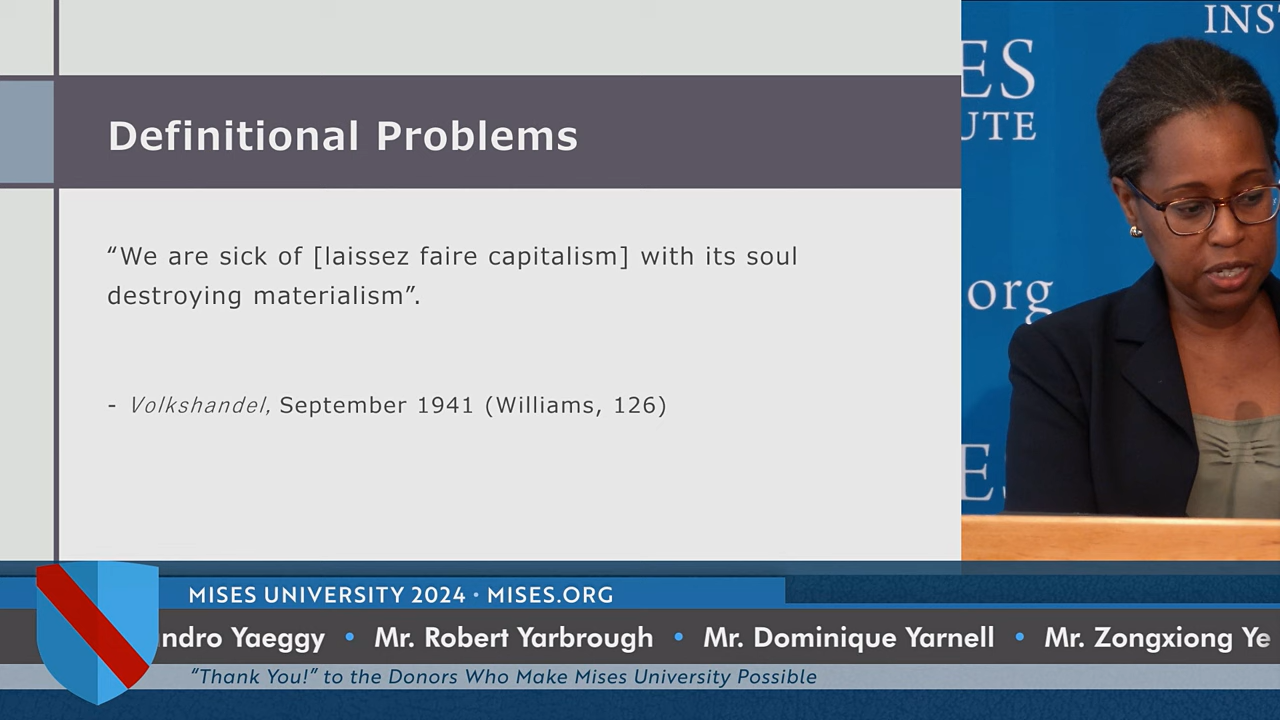 Definitional Problems
“We are sick of [laissez faire capitalism] with its soul
destroying materialism”.
- Volkshandel, September 1941 (Williams, 126)
INS
ES
UTE
org
E
MISES UNIVERSITY 2024 • MISES.ORG
ndro Yaeggy • Mr. Robert Yarbrough • Mr. Dominique Yarnell • Mr. Zongxiong Ye
“Thank You!” to the Donors Who Make Mises University Possible